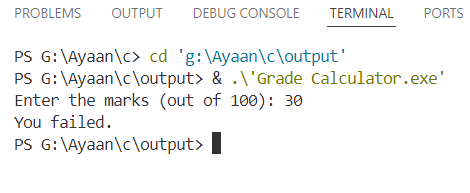 PROBLEMS OUTPUT DEBUG CONSOLE TERMINAL PORTS
PS G:\Ayaan\c> cd 'g:\Ayaan\c\output'
PS G:\Ayaan\c\output> & .\'Grade Calculator.exe'
Enter the marks (out of 100): 30
You failed.
PS G:\Ayaan\c\output>